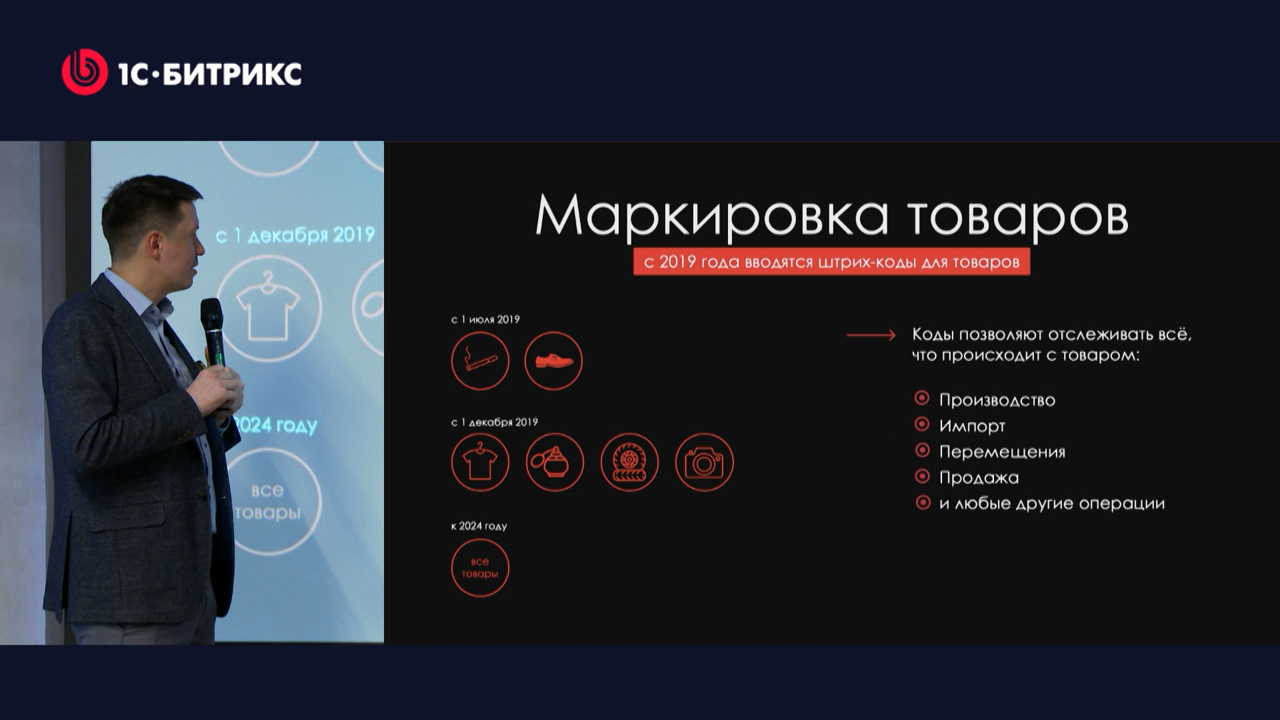 1С·БИТРИКС
с 1 декабря 2019
2024 году
все
товары
Маркировка товаров
с 2019 года вводятся штрих-коды для товаров
с 1 июля 2019
с 1 декабря 2019
к 2024 году
все
товары
Коды позволяют отслеживать всё,
что происходит с товаром:
Производство
Импорт
Перемещения
Продажа
и любые другие операции